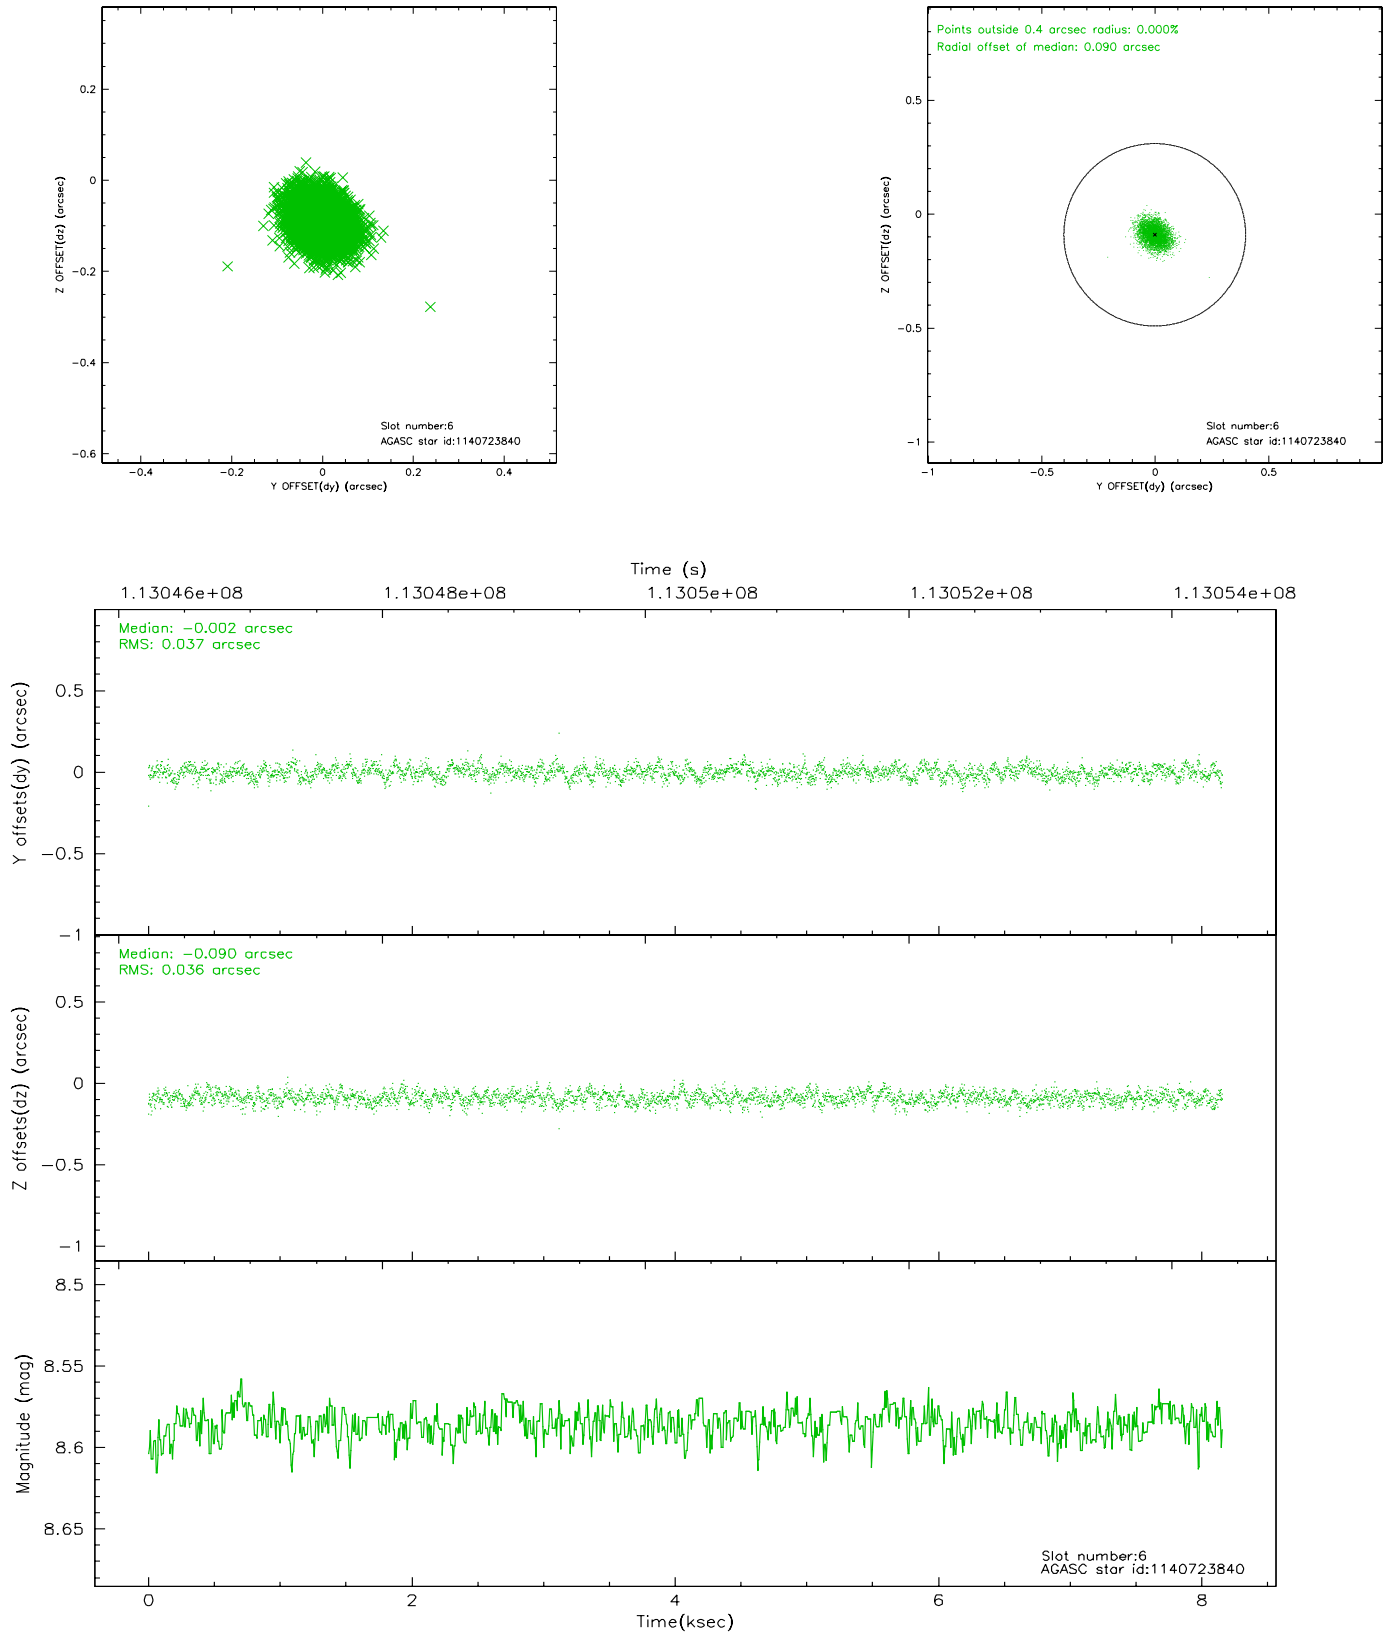 0.2
0
−0.2
−0.4
−0.6
Z OFFSET(dz) (arcsec)
Slot number:6
AGASC star id:1140723840
−0.4 −0.2 0 0.2 0.4
Y OFFSET(dy) (arcsec)
Points outside 0.4 arcsec radius: 0.000%
Radial offset of median: 0.090 arcsec
0.5
0
−0.5
−1
Z OFFSET(dz) (arcsec)
Slot number:6
AGASC star id:1140723840
−1 −0.5 0 0.5
Y OFFSET(dy) (arcsec)
Time (s)
1.13046e+08 1.13048e+08 1.1305e+08 1.13052e+08 1.13054e+08
Median: −0.002 arcsec
RMS: 0.037 arcsec
0.5
0
−0.5
−1
Y offsets(dy) (arcsec)
Median: −0.090 arcsec
RMS: 0.036 arcsec
0.5
0
−0.5
−1
Z offsets(dz) (arcsec)
8.5
8.55
8.6
8.65
Magnitude (mag)
Slot number:6
AGASC star id:1140723840
0 2 4 6 8
Time(ksec)